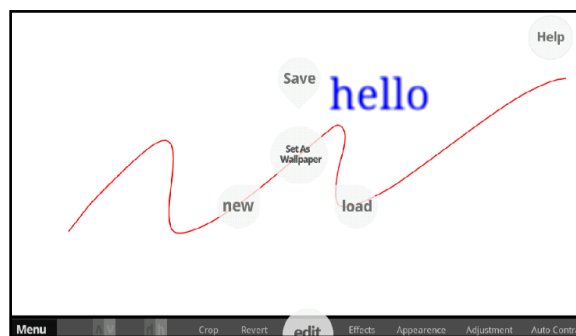 Help
Save
hello
Set As
Wallpaper
new
load
Menu
Crop Revert edit Effects Appearence Adjustment Auto Contr